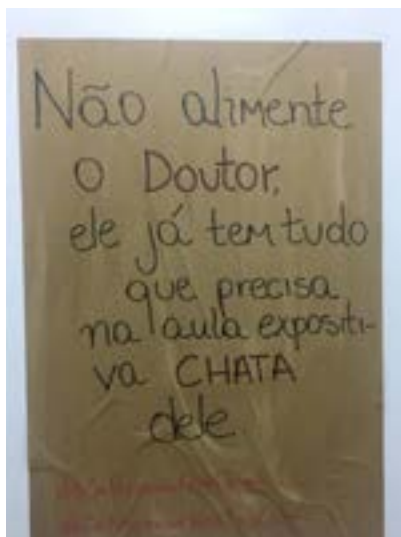 Não alimente
O Doutor,
ele já tem tudo
que precisa
na aula expositi-
va CHATA
dele.